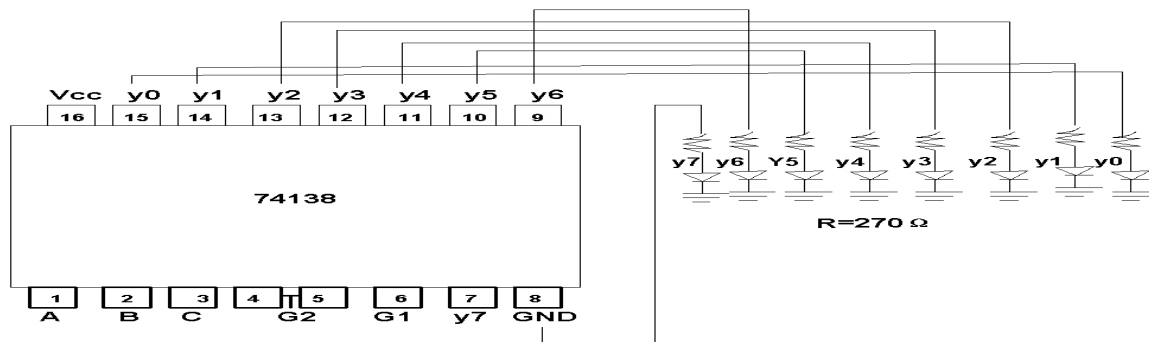 Vcc y0 y1 y2 y3 y4 y5 y6
16 15 14 13 12 11 10 9
y7 y6 Y5 y4 y3 y2 y1 y0
74138
R=270 Ω
1 2 3 4 5 6 7 8
A B C G2 G1 y7 GND